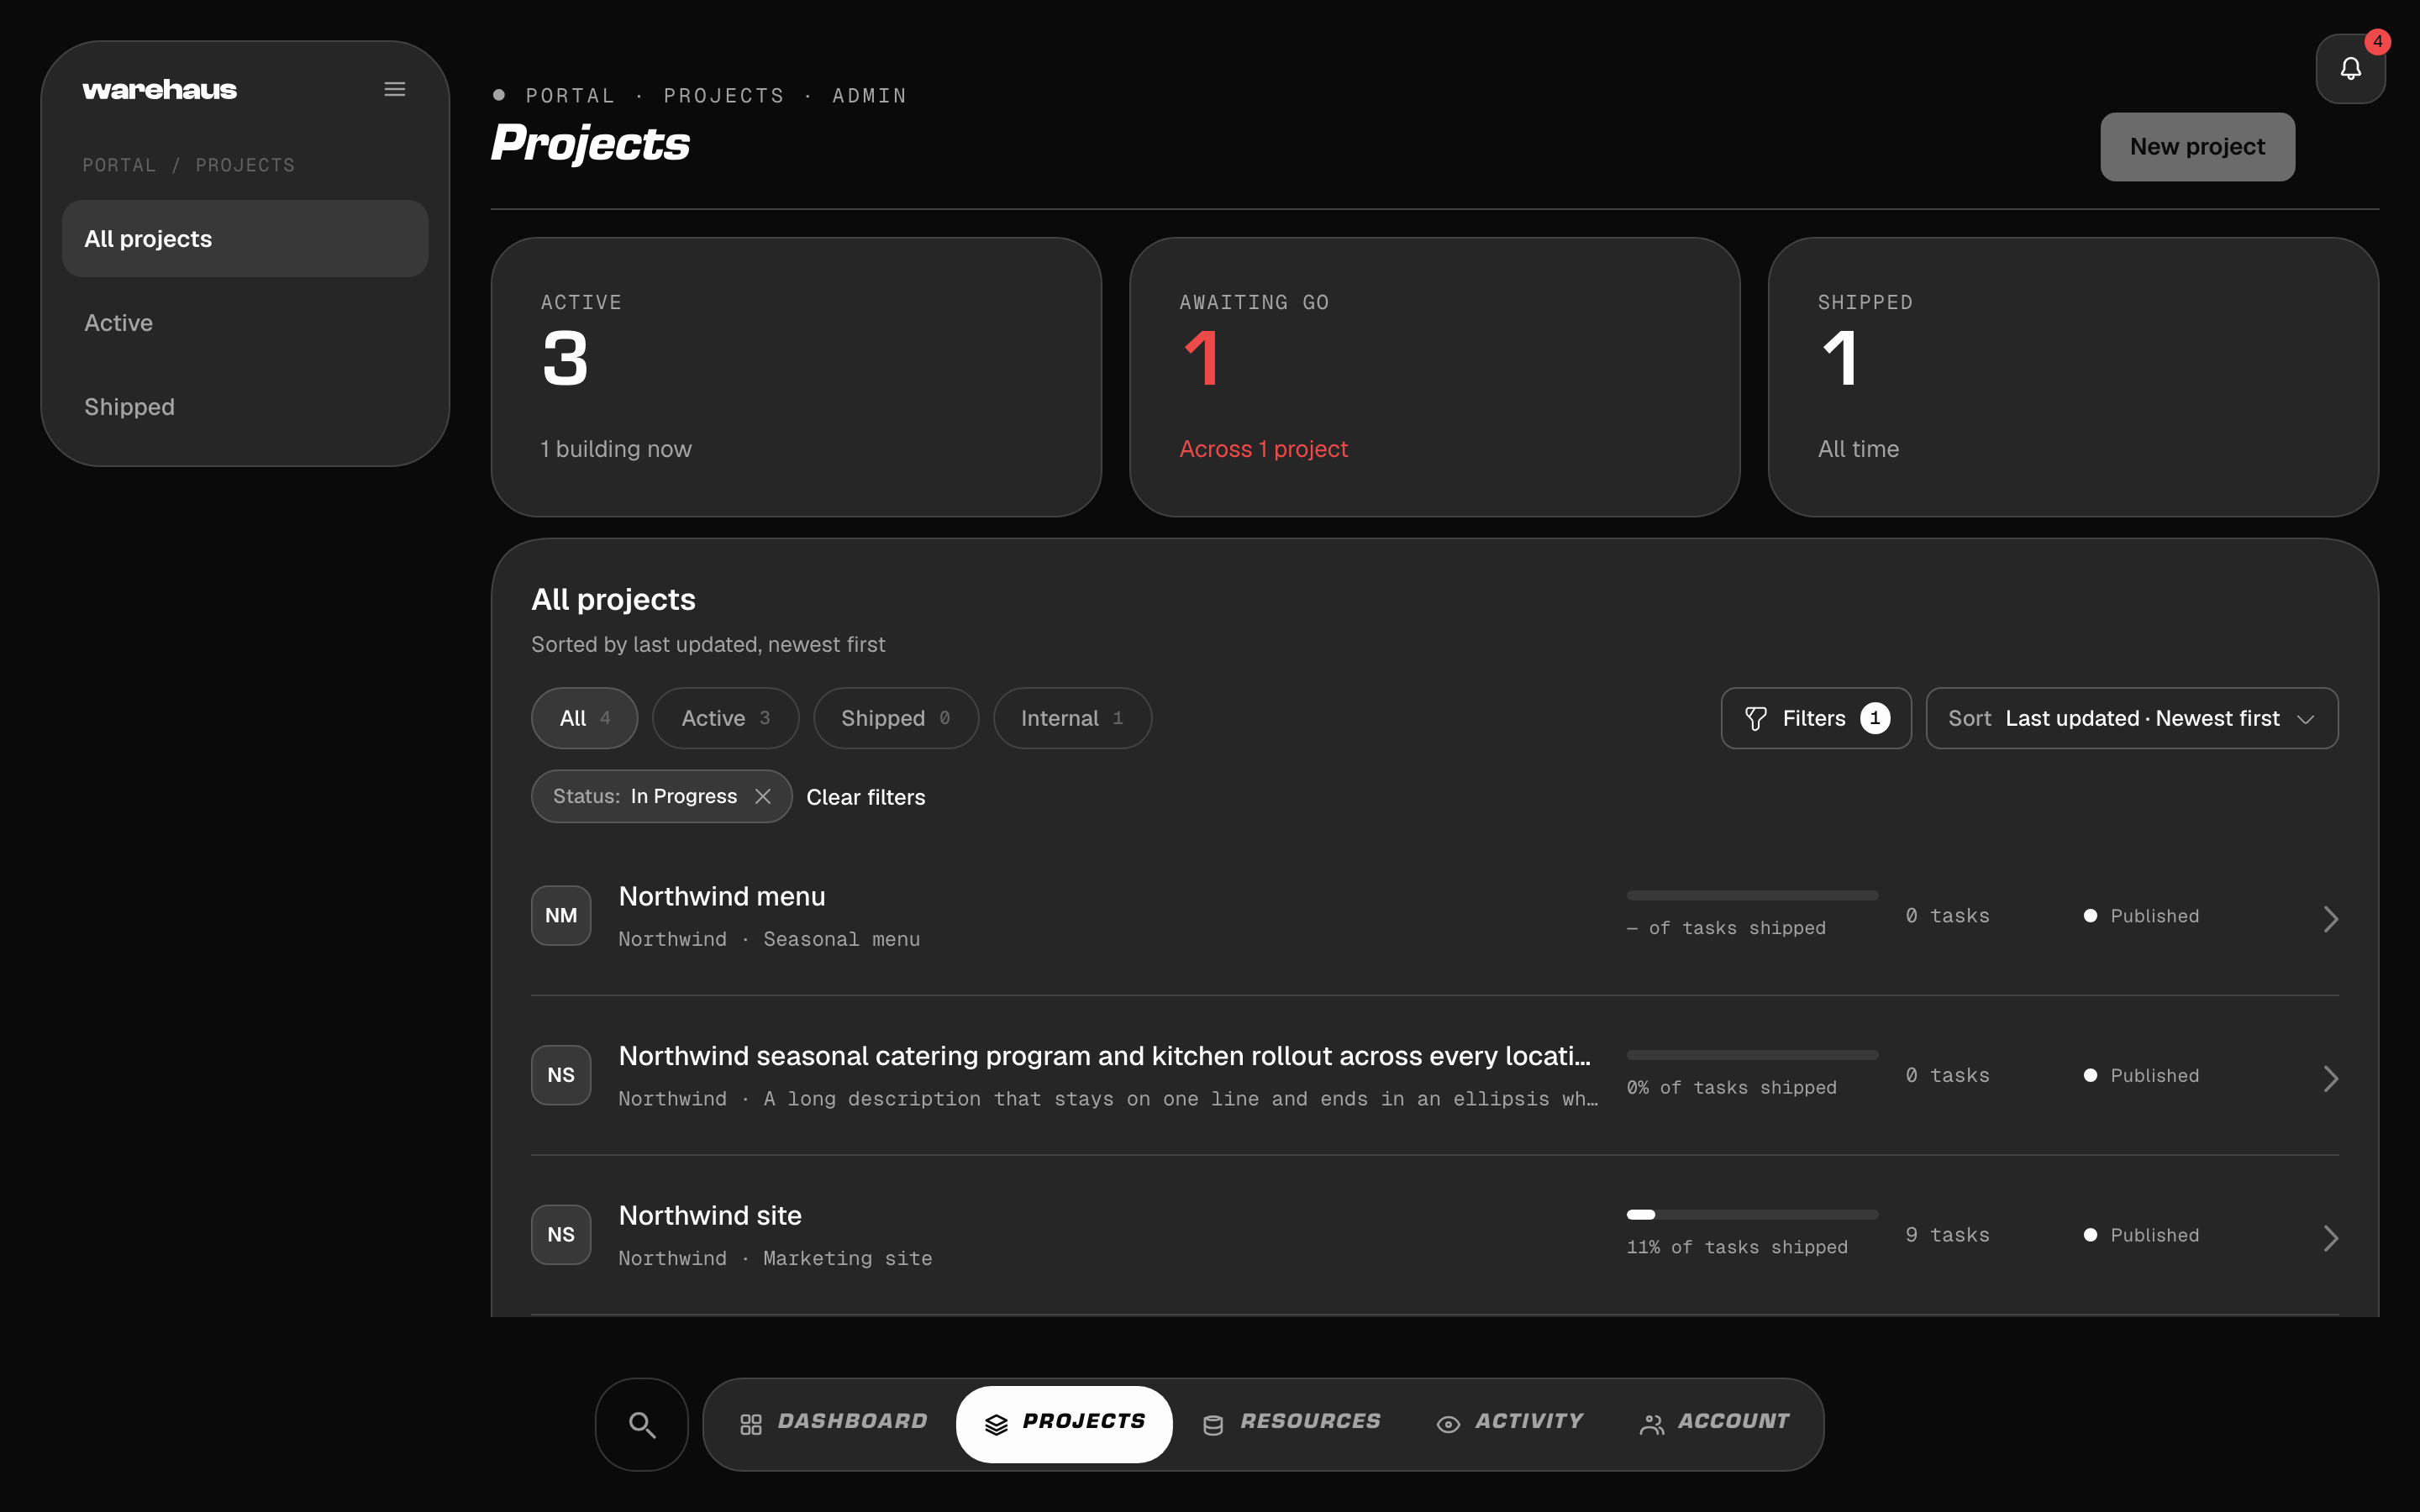 warehaus
PORTAL / PROJECTS
All projects
Active
Shipped
PORTAL · PROJECTS · ADMIN
Projects
4
New project
ACTIVE
3
1 building now
AWAITING GO
1
Across 1 project
SHIPPED
1
All time
All projects
Sorted by last updated, newest first
All 4
Active 3
Shipped 0
Internal 1
Filters 1
Sort Last updated · Newest first
Status: In Progress
Clear filters
NM
Northwind menu
Northwind · Seasonal menu
— of tasks shipped
0 tasks
Published
NS
Northwind seasonal catering program and kitchen rollout across every locati…
Northwind · A long description that stays on one line and ends in an ellipsis wh…
0% of tasks shipped
0 tasks
Published
NS
Northwind site
Northwind · Marketing site
11% of tasks shipped
9 tasks
Published
DASHBOARD
PROJECTS
RESOURCES
ACTIVITY
ACCOUNT